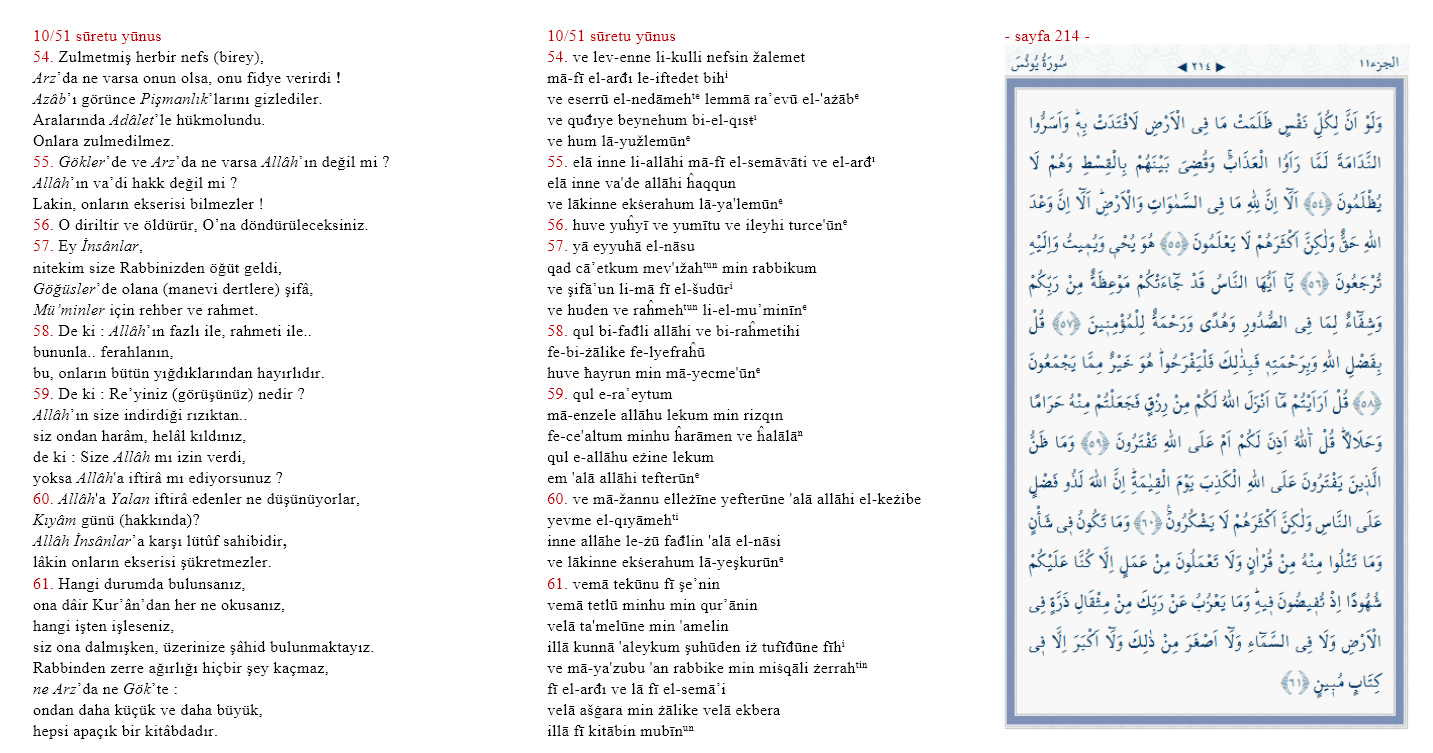 10/51 sūretu yūnus
54. Zulmetmiş herbir nefs (birey),
Arz’da ne varsa onun olsa, onu fidye verirdi !
Azâb’ı görünce Pişmanlık’larını gizlediler.
Aralarında Adâlet’le hükmolundu.
Onlara zulmedilmez.
55. Gökler’de ve Arz’da ne varsa Allâh’ın değil mi ?
Allâh’ın va’di hakk değil mi ?
Lakin, onların ekserisi bilmezler !
56. O diriltir ve öldürür, O’na döndürüleceksiniz.
57. Ey İnsânlar,
nitekim size Rabbinizden öğüt geldi,
Göğüsler’de olana (manevi dertlere) şifâ,
Mü’minler için rehber ve rahmet.
58. De ki : Allâh’ın fazlı ile, rahmeti ile..
bununla.. ferahlanın,
bu, onların bütün yığdıklarından hayırlıdır.
59. De ki : Re’yiniz (görüşünüz) nedir ?
Allâh’ın size indirdiği rızıktan..
siz ondan harâm, helâl kıldınız,
de ki : Size Allâh mı izin verdi,
yoksa Allâh'a iftirâ mı ediyorsunuz ?
60. Allâh'a Yalan iftirâ edenler ne düşünüyorlar,
Kıyâm günü (hakkında)?
Allâh İnsânlar’a karşı lütûf sahibidir,
lâkin onların ekserisi şükretmezler.
61. Hangi durumda bulunsanız,
ona dâir Kur’ân’dan her ne okusanız,
hangi işten işleseniz,
siz ona dalmışken, üzerinize şâhid bulunmaktayız.
Rabbinden zerre ağırlığı hiçbir şey kaçmaz,
ne Arz’da ne Gök’te :
ondan daha küçük ve daha büyük,
hepsi apaçık bir kitâbdadır.
10/51 sūretu yūnus
54. ve lev-enne li-kulli nefsin žalemet
mā-fī el-arđı le-iftedet bihⁱ
ve eserrū el-nedāmehᵗᵉ lemmā ra’evū el-'ażābᵉ
ve quđıye beynehum bi-el-qısŧⁱ
ve hum lā-yužlemūnᵉ
55. elā inne li-allāhi mā-fī el-semāvāti ve el-arđⁱ
elā inne va'de allāhi ĥaqqun
ve lākinne ekśerahum lā-ya'lemūnᵉ
56. huve yuĥyī ve yumītu ve ileyhi turce'ūnᵉ
57. yā eyyuhā el-nāsu
qad cā’etkum mev'ıžahᵗᵘⁿ min rabbikum
ve şifā’un li-mā fī el-šudūrⁱ
ve huden ve raĥmehᵗᵘⁿ li-el-mu’minīnᵉ
58. qul bi-fađli allāhi ve bi-raĥmetihi
fe-bi-żālike fe-lyefraĥū
huve ħayrun min mā-yecme'ūnᵉ
59. qul e-ra’eytum
mā-enzele allāhu lekum min rizqın
fe-ce'altum minhu ĥarāmen ve ĥalālāⁿ
qul e-allāhu eżine lekum
em 'alā allāhi tefterūnᵉ
60. ve mā-žannu elleżīne yefterūne 'alā allāhi el-keżibe
yevme el-qıyāmehᵗⁱ
inne allāhe le-żū fađlin 'alā el-nāsi
ve lākinne ekśerahum lā-yeşkurūnᵉ
61. vemā tekūnu fī şe’nin
vemā tetlū minhu min qur’ānin
velā ta'melūne min 'amelin
illā kunnā 'aleykum şuhūden iż tufīđūne fīhⁱ
ve mā-ya'zubu 'an rabbike min miśqāli żerrahᵗⁱⁿ
fī el-arđı ve lā fī el-semā’i
velā ašġara min żālike velā ekbera
illā fī kitābin mubīnᵘⁿ
- sayfa 214 -
سُورَةُ يُونُسَ ◀ ٢١٤ ▶ الجزء ١١
وَلَوْ اَنَّ لِكُلِّ نَفْسٍ ظَلَمَتْ مَا فِى الْاَرْضِ لَافْتَدَتْ بِهٖۜ وَاَسَرُّوا
النَّدَامَةَ لَمَّا رَاَوُا الْعَذَابَۚ وَقُضِىَ بَيْنَهُمْ بِالْقِسْطِ وَهُمْ لَا
يُظْلَمُونَ ﴿٥٤﴾ اَلَٓا اِنَّ لِلّٰهِ مَا فِى السَّمٰوَاتِ وَالْاَرْضِۜ اَلَٓا اِنَّ وَعْدَ
اللّٰهِ حَقٌّ وَلٰكِنَّ اَكْثَرَهُمْ لَا يَعْلَمُونَ ﴿٥٥﴾ هُوَ يُحْيٖ وَيُمٖيتُ وَاِلَيْهِ
تُرْجَعُونَ ﴿٥٦﴾ يَٓا اَيُّهَا النَّاسُ قَدْ جَٓاءَتْكُمْ مَوْعِظَةٌ مِنْ رَبِّكُمْ
وَشِفَٓاءٌ لِمَا فِى الصُّدُورِ وَهُدًى وَرَحْمَةٌ لِلْمُؤْمِنٖينَ ﴿٥٧﴾ قُلْ
بِفَضْلِ اللّٰهِ وَبِرَحْمَتِهٖ فَبِذٰلِكَ فَلْيَفْرَحُواۜ هُوَ خَيْرٌ مِمَّا يَجْمَعُونَ
﴿٥٨﴾ قُلْ اَرَاَيْتُمْ مَٓا اَنْزَلَ اللّٰهُ لَكُمْ مِنْ رِزْقٍ فَجَعَلْتُمْ مِنْهُ حَرَامًا
وَحَلَالًاۜ قُلْ آٰللّٰهُ اَذِنَ لَكُمْ اَمْ عَلَى اللّٰهِ تَفْتَرُونَ ﴿٥٩﴾ وَمَا ظَنُّ
الَّذٖينَ يَفْتَرُونَ عَلَى اللّٰهِ الْكَذِبَ يَوْمَ الْقِيٰمَةِۜ اِنَّ اللّٰهَ لَذُو فَضْلٍ
عَلَى النَّاسِ وَلٰكِنَّ اَكْثَرَهُمْ لَا يَشْكُرُونَ۟ ﴿٦٠﴾ وَمَا تَكُونُ فٖى شَأْنٍ
وَمَا تَتْلُوا مِنْهُ مِنْ قُرْاٰنٍ وَلَا تَعْمَلُونَ مِنْ عَمَلٍ اِلَّا كُنَّا عَلَيْكُمْ
شُهُودًا اِذْ تُفٖيضُونَ فٖيهِۜ وَمَا يَعْزُبُ عَنْ رَبِّكَ مِنْ مِثْقَالِ ذَرَّةٍ فِى
الْاَرْضِ وَلَا فِى السَّمَٓاءِ وَلَٓا اَصْغَرَ مِنْ ذٰلِكَ وَلَٓا اَكْبَرَ اِلَّا فٖى
كِتَابٍ مُبٖينٍ ﴿٦١﴾